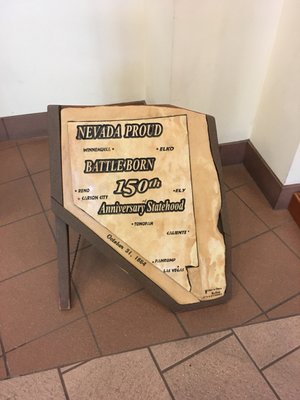 NEVADA PROUD
WINNEMUCCA
ELKO
BATTLE BORN
RENO
150th
ELY
CARSON CITY
Anniversary Statehood
TONOPAH
CALIENTE
October 31, 1864
PAHRUMP
LAS VEGAS